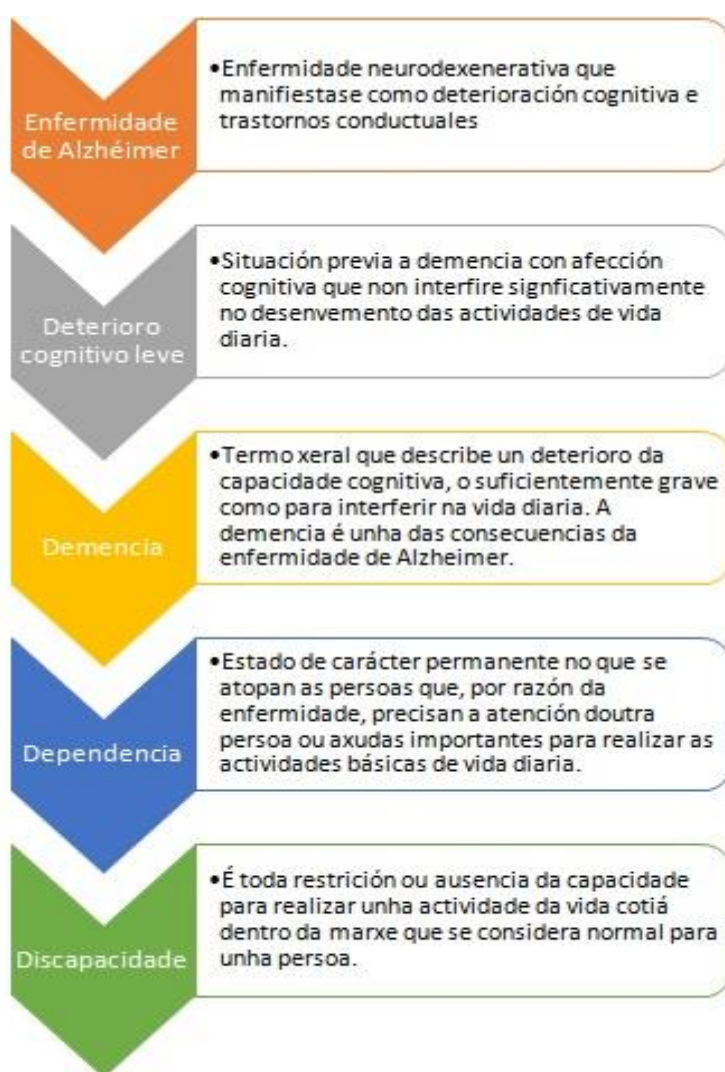 Enfermidade
de Alzhéimer
•Enfermidade neurodexenerativa que
manifiestase como deterioración cognitiva e
trastornos conductuales
Deterioro
cognitivo leve
•Situación previa a demencia con afección
cognitiva que non interfire signficativamente
no desenvemento das actividades de vida
diaria.
Demencia
•Termo xeral que describe un deterioro da
capacidade cognitiva, o suficientemente grave
como para interferir na vida diaria. A
demencia é unha das consecuencias da
enfermidade de Alzheimer.
Dependencia
•Estado de carácter permanente no que se
atopan as persoas que, por razón da
enfermidade, precisan a atención doutra
persoa ou axudas importantes para realizar as
actividades básicas de vida diaria.
Discapacidade
•É toda restrición ou ausencia da capacidade
para realizar unha actividade da vida cotiá
dentro da marxe que se considera normal para
unha persoa.